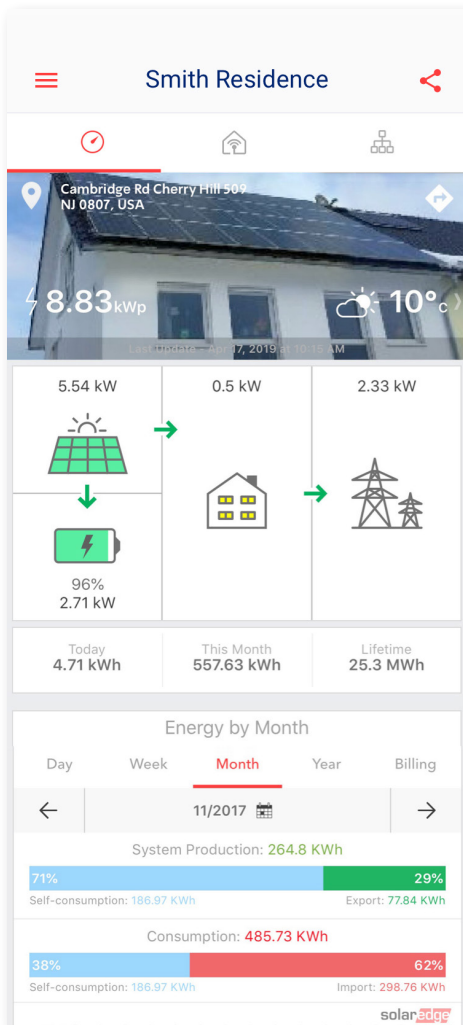 Smith Residence
Cambridge Rd Cherry Hill 509
NJ 0807, USA
8.83kWp
10°c
Last Update - Apr 17, 2019 at 10:15 AM
5.54 kW
0.5 kW
2.33 kW
96%
2.71 kW
Today
This Month
Lifetime
4.71 kWh
557.63 kWh
25.3 MWh
Energy by Month
Day
Week
Month
Year
Billing
11/2017
System Production: 264.8 KWh
71%
29%
Self-consumption: 186.97 KWh
Export: 77.84 KWh
Consumption: 485.73 KWh
38%
62%
Self-consumption: 186.97 KWh
Import: 298.76 KWh
solaredge